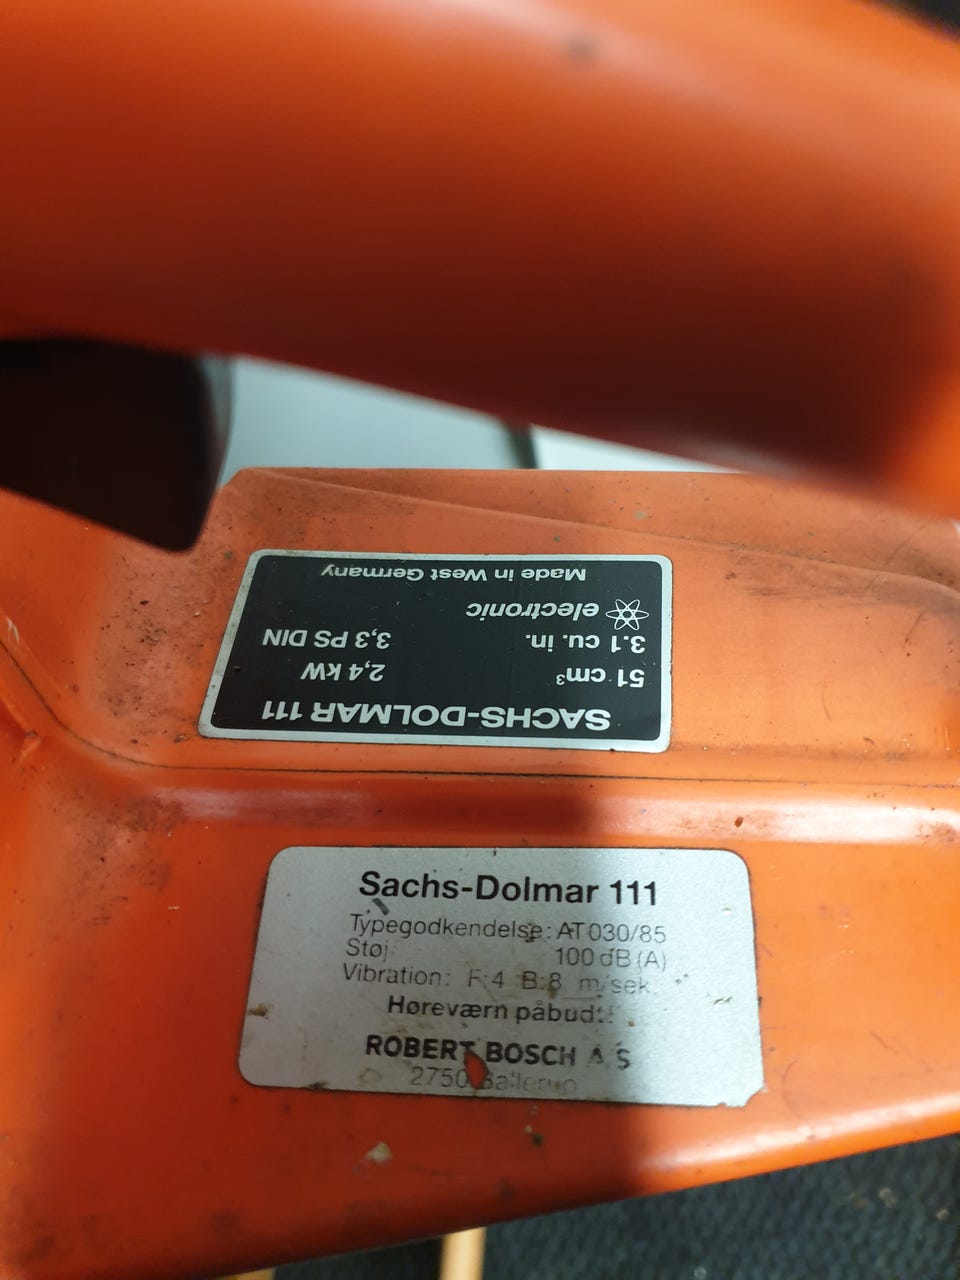 SACHS-DOLMAR 111
51 cm³ 2,4 kW
3.1 cu. in. 3,3 PS DIN
electronic
Made in West Germany
Sachs-Dolmar 111
Typegodkendelse: AT 030/85
Støj 100 dB (A)
Vibration: F:4 B:8 m/sek.
Høreværn påbudt!
ROBERT BOSCH A/S
2750 Ballerup